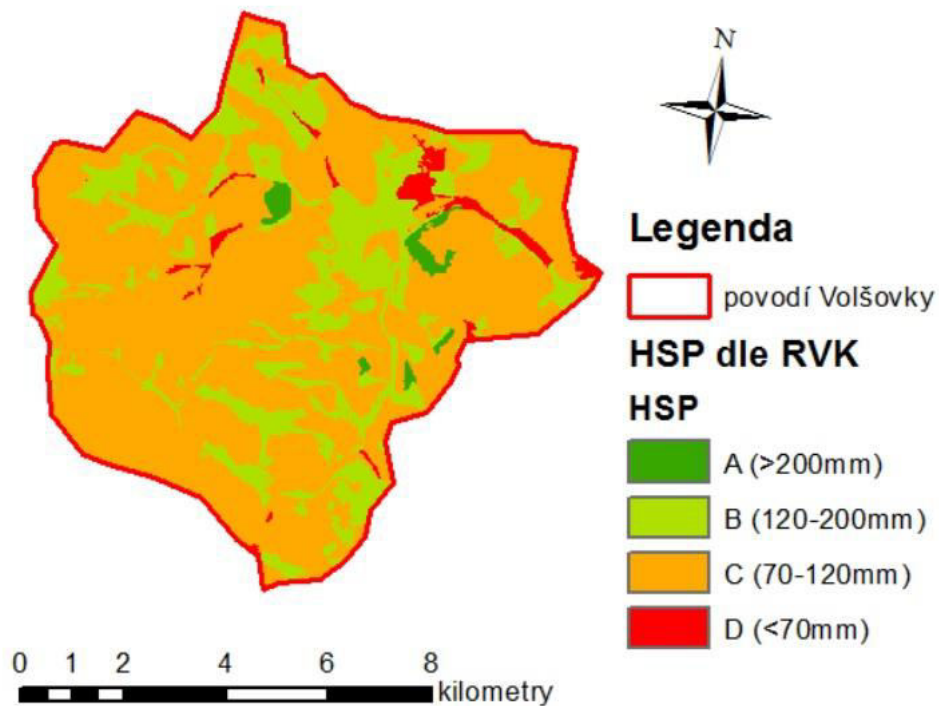 N
Legenda
povodí Volšovky
HSP dle RVK
HSP
A (>200mm)
B (120-200mm)
C (70-120mm)
D (<70mm)
0 1 2 4 6 8
kilometry